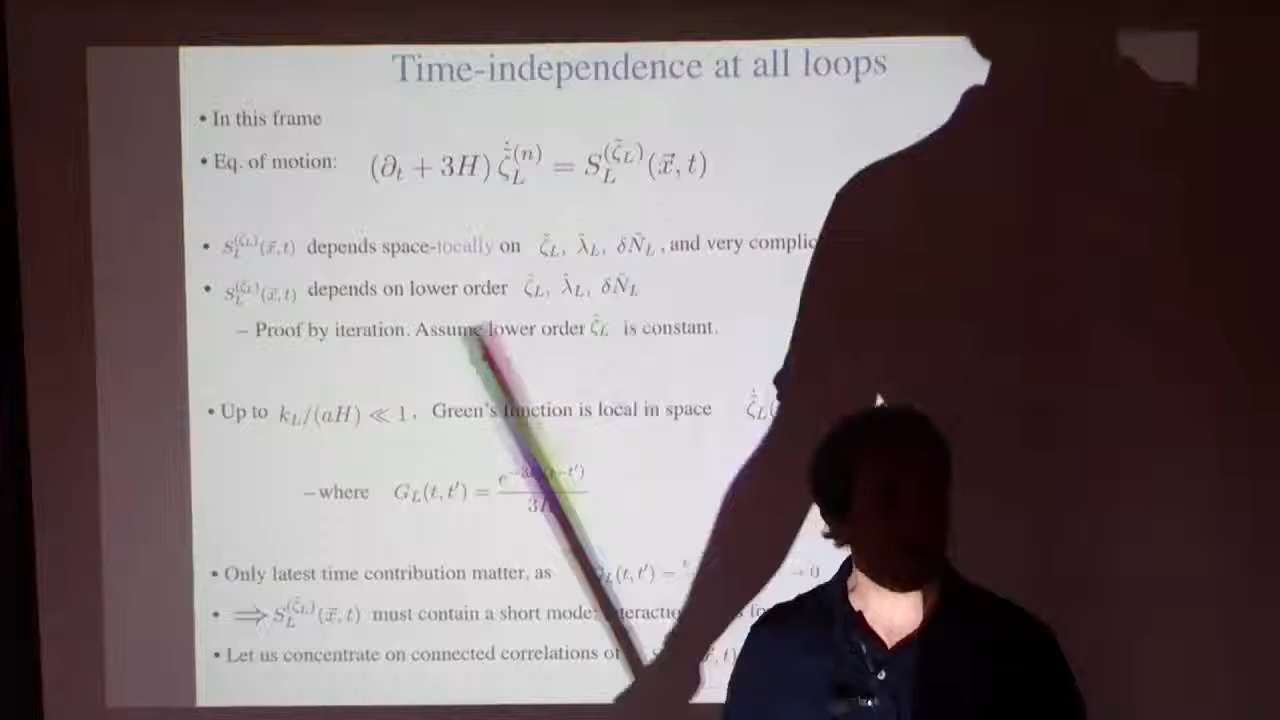 Time-independence at all loops
• In this frame
• Eq. of motion: (∂ₜ + 3H) ζ̃̇_L^(n) = S_L^(ζ̃_L)(x⃗, t)
• S_L^(ζ̃_L)(x⃗, t) depends space-locally on ζ̃_L, λ̃_L, δÑ_L, and very
• S_L^(ζ̃_L)(x⃗, t) depends on lower order ζ̃_L, λ̃_L, δÑ_L
– Proof by iteration. Assume lower order ζ̃_L is constant.
• Up to k_L/(aH) ≪ 1, Green's function is local in space
– where G_L(t, t′) =
• Only latest time contribution matter, as → 0
• ⟹ S_L^(ζ̃_L)(x⃗, t) must contain a short mode:
• Let us concentrate on connected correlations of